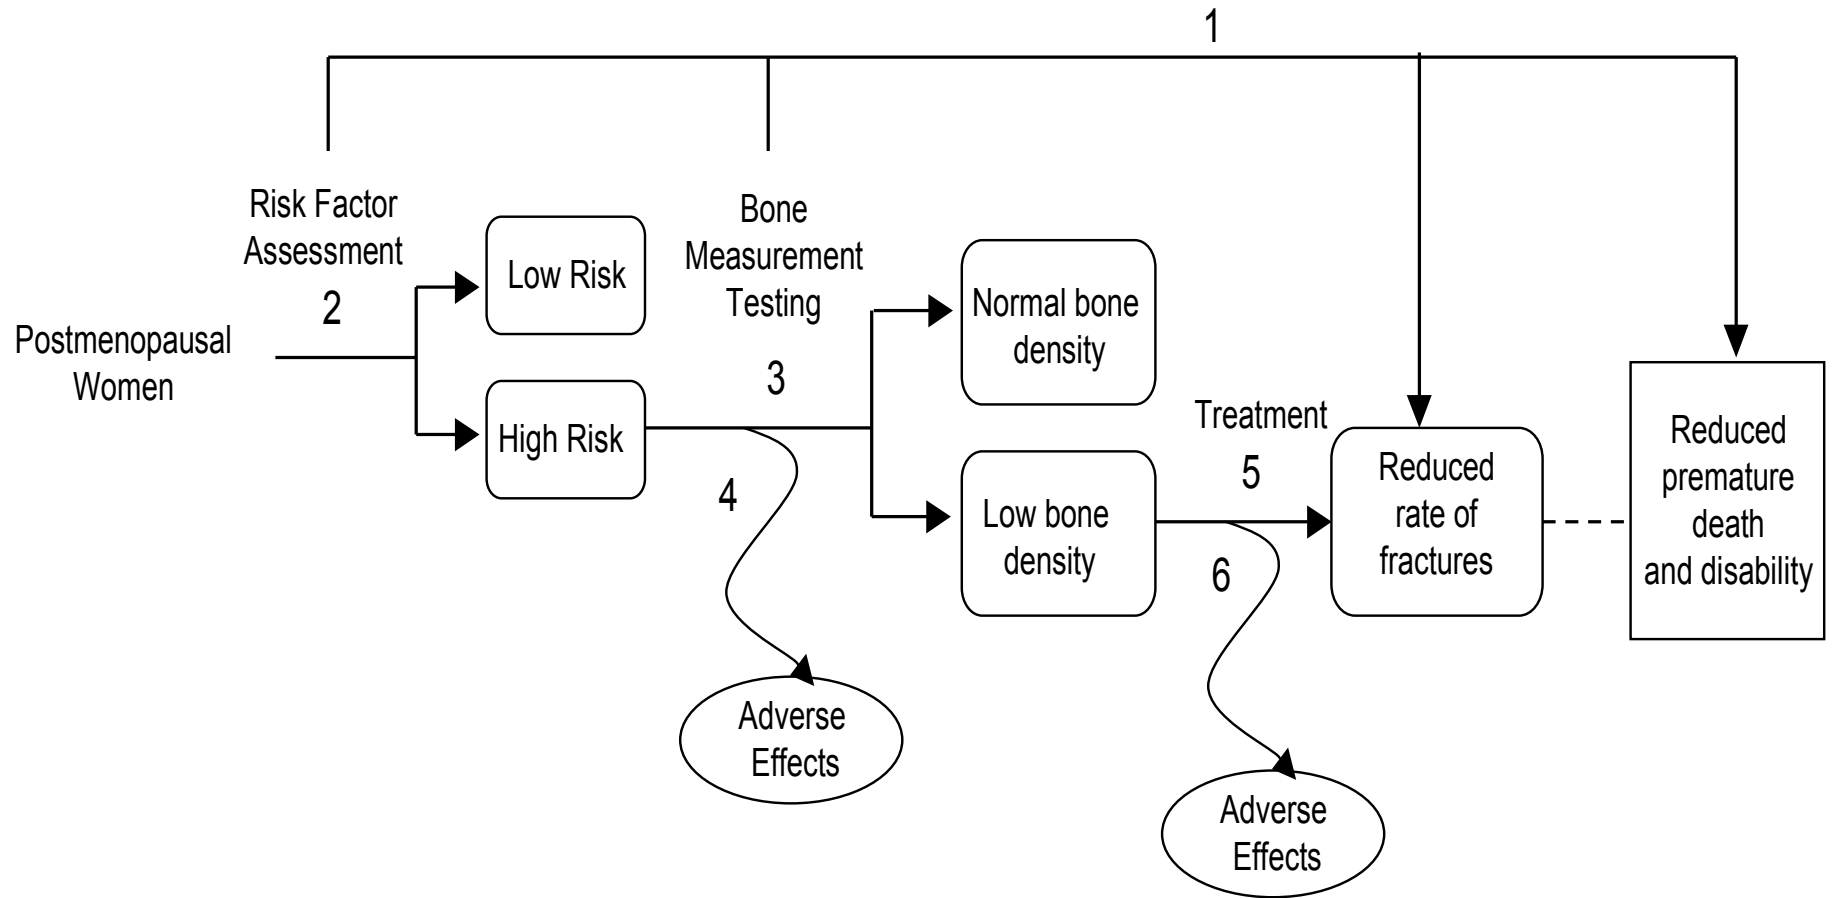 1
Risk Factor
Assessment
2
Postmenopausal
Women
Low Risk
High Risk
Bone
Measurement
Testing
3
4
Adverse
Effects
Normal bone
density
Low bone
density
Treatment
5
6
Adverse
Effects
Reduced
rate of
fractures
Reduced
premature
death
and disability